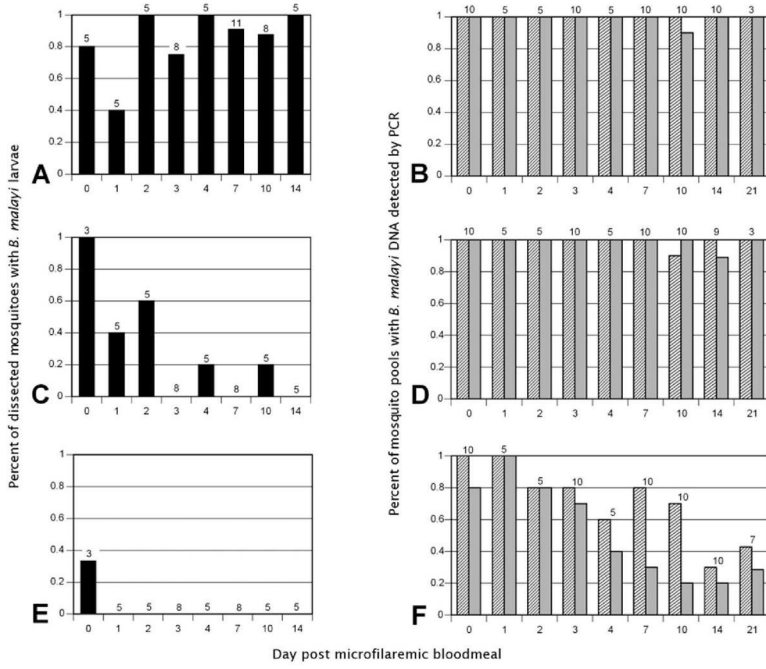 5 5 5 8 5 11 8 5
1
0.8
0.6
0.4
0.2
0
A
0 1 2 3 4 7 10 14
10 5 5 10 5 10 10 10 3
1
0.8
0.6
0.4
0.2
0
B
0 1 2 3 4 7 10 14 21
3 5 5 8 5 8 5 5
1
0.8
0.6
0.4
0.2
0
C
0 1 2 3 4 7 10 14
10 5 5 10 5 10 10 9 3
1
0.8
0.6
0.4
0.2
0
D
0 1 2 3 4 7 10 14 21
3 5 5 8 5 8 5 5
1
0.8
0.6
0.4
0.2
0
E
0 1 2 3 4 7 10 14
10 5 5 10 5 10 10 10 7
1
0.8
0.6
0.4
0.2
0
F
0 1 2 3 4 7 10 14 21
Percent of dissected mosquitoes with B. malayi larvae
Percent of mosquito pools with B. malayi DNA detected by PCR
Day post microfilaremic bloodmeal